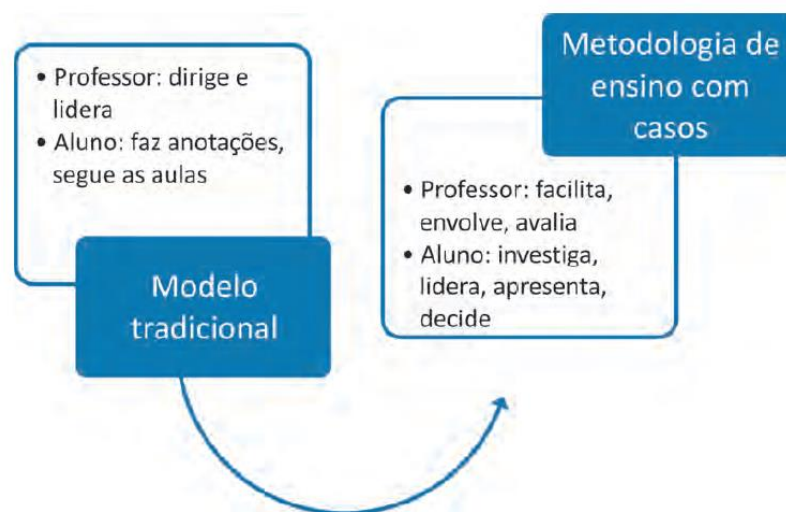 • Professor: dirige e
lidera
• Aluno: faz anotações,
segue as aulas
Modelo
tradicional
Metodologia de
ensino com
casos
• Professor: facilita,
envolve, avalia
• Aluno: investiga,
lidera, apresenta,
decide